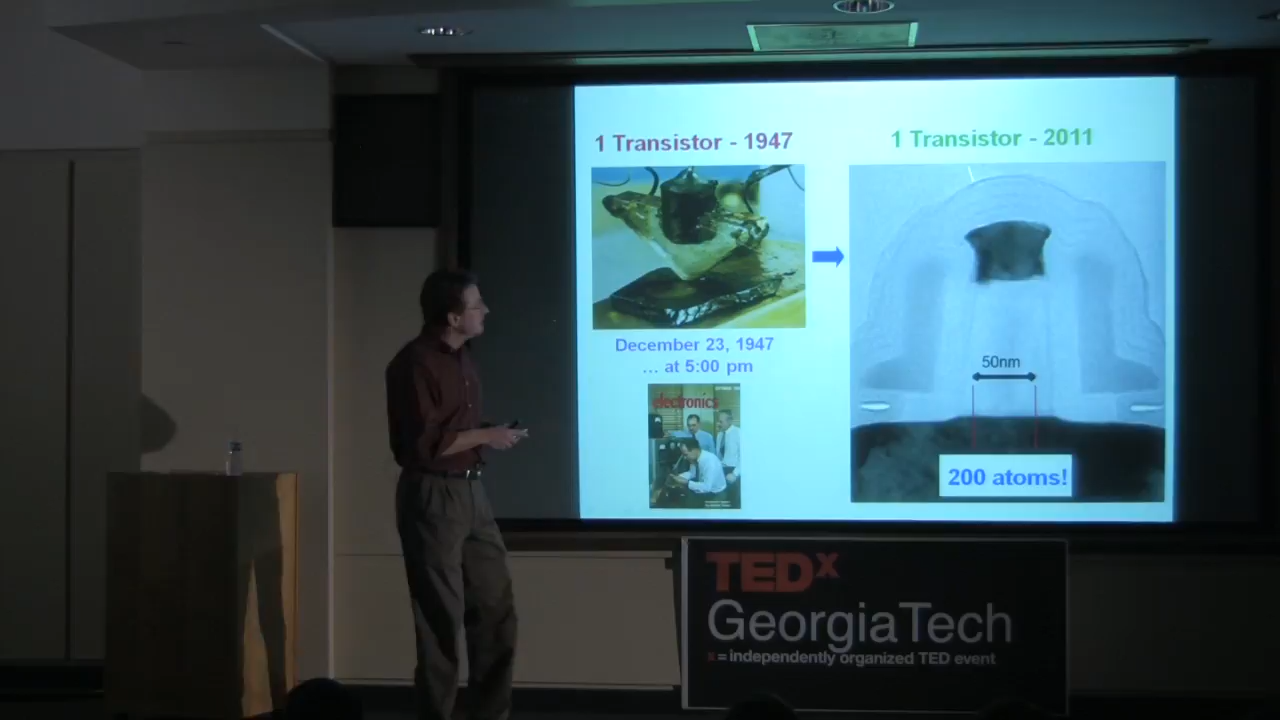 1 Transistor - 1947
1 Transistor - 2011
December 23, 1947
... at 5:00 pm
electronics
50nm
200 atoms!
TEDx
GeorgiaTech
x = independently organized TED event